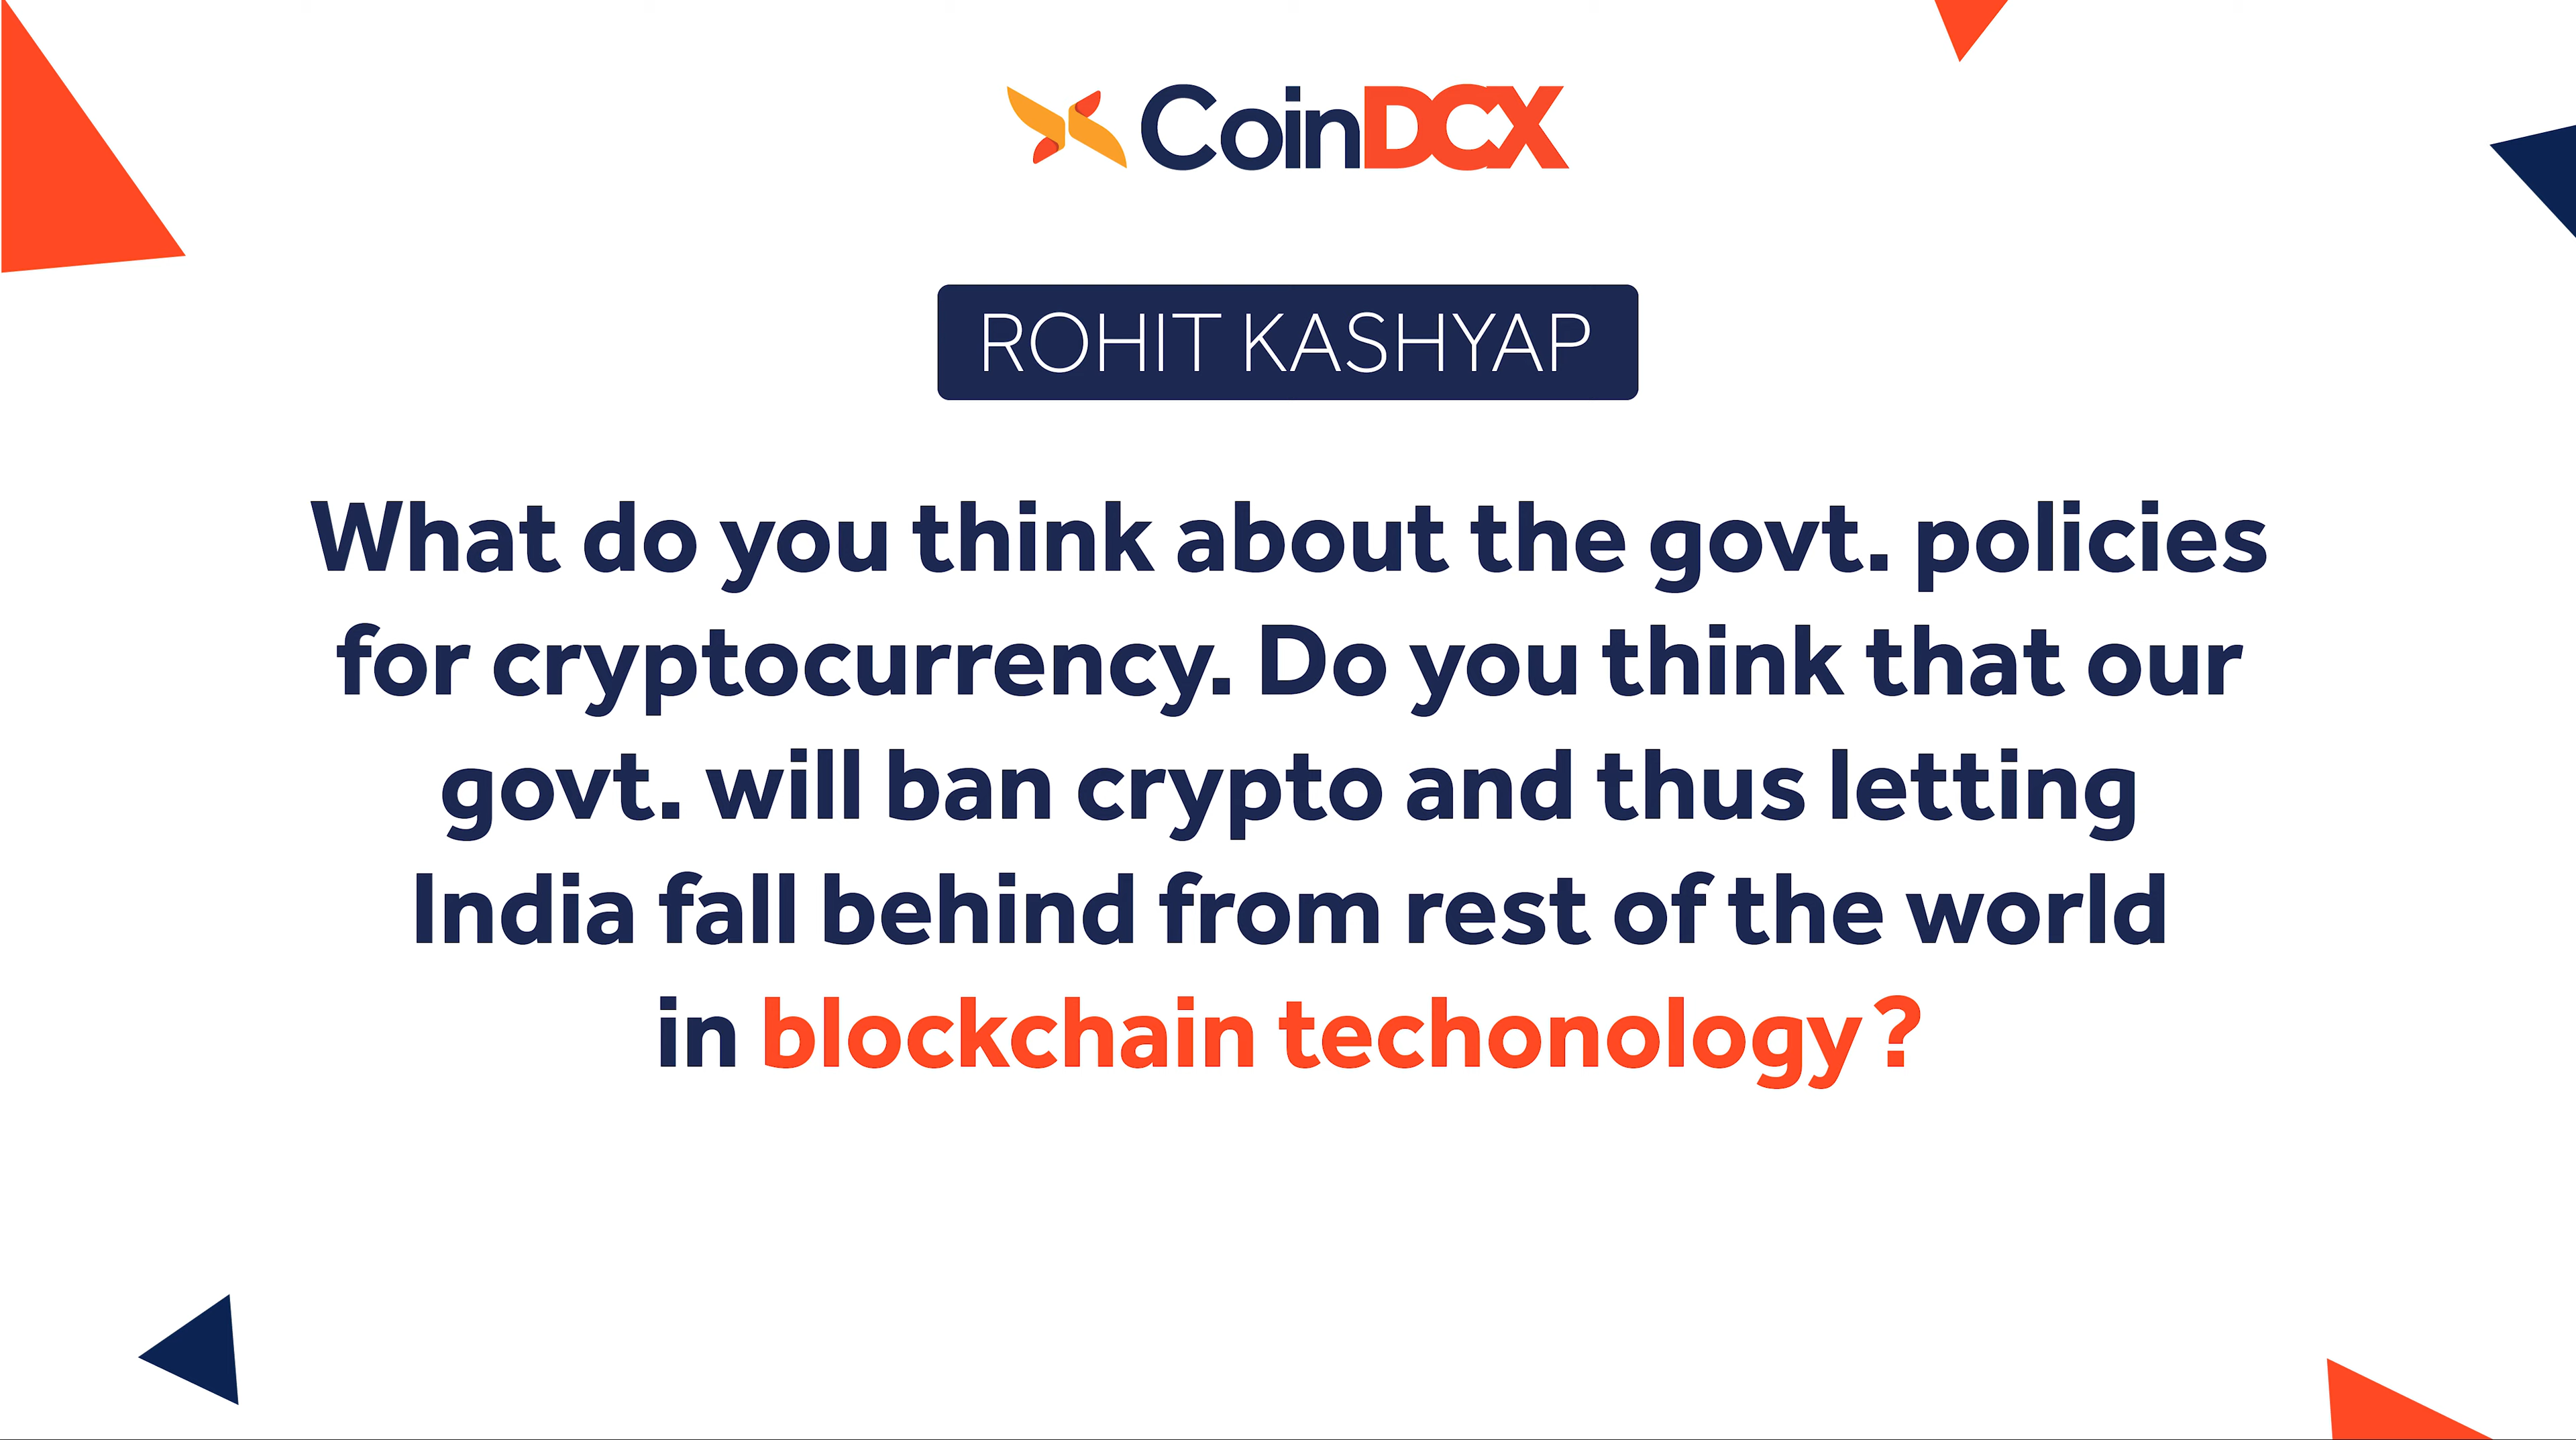 CoinDCX
ROHIT KASHYAP
What do you think about the govt. policies
for cryptocurrency. Do you think that our
govt. will ban crypto and thus letting
India fall behind from rest of the world
in blockchain techonology ?